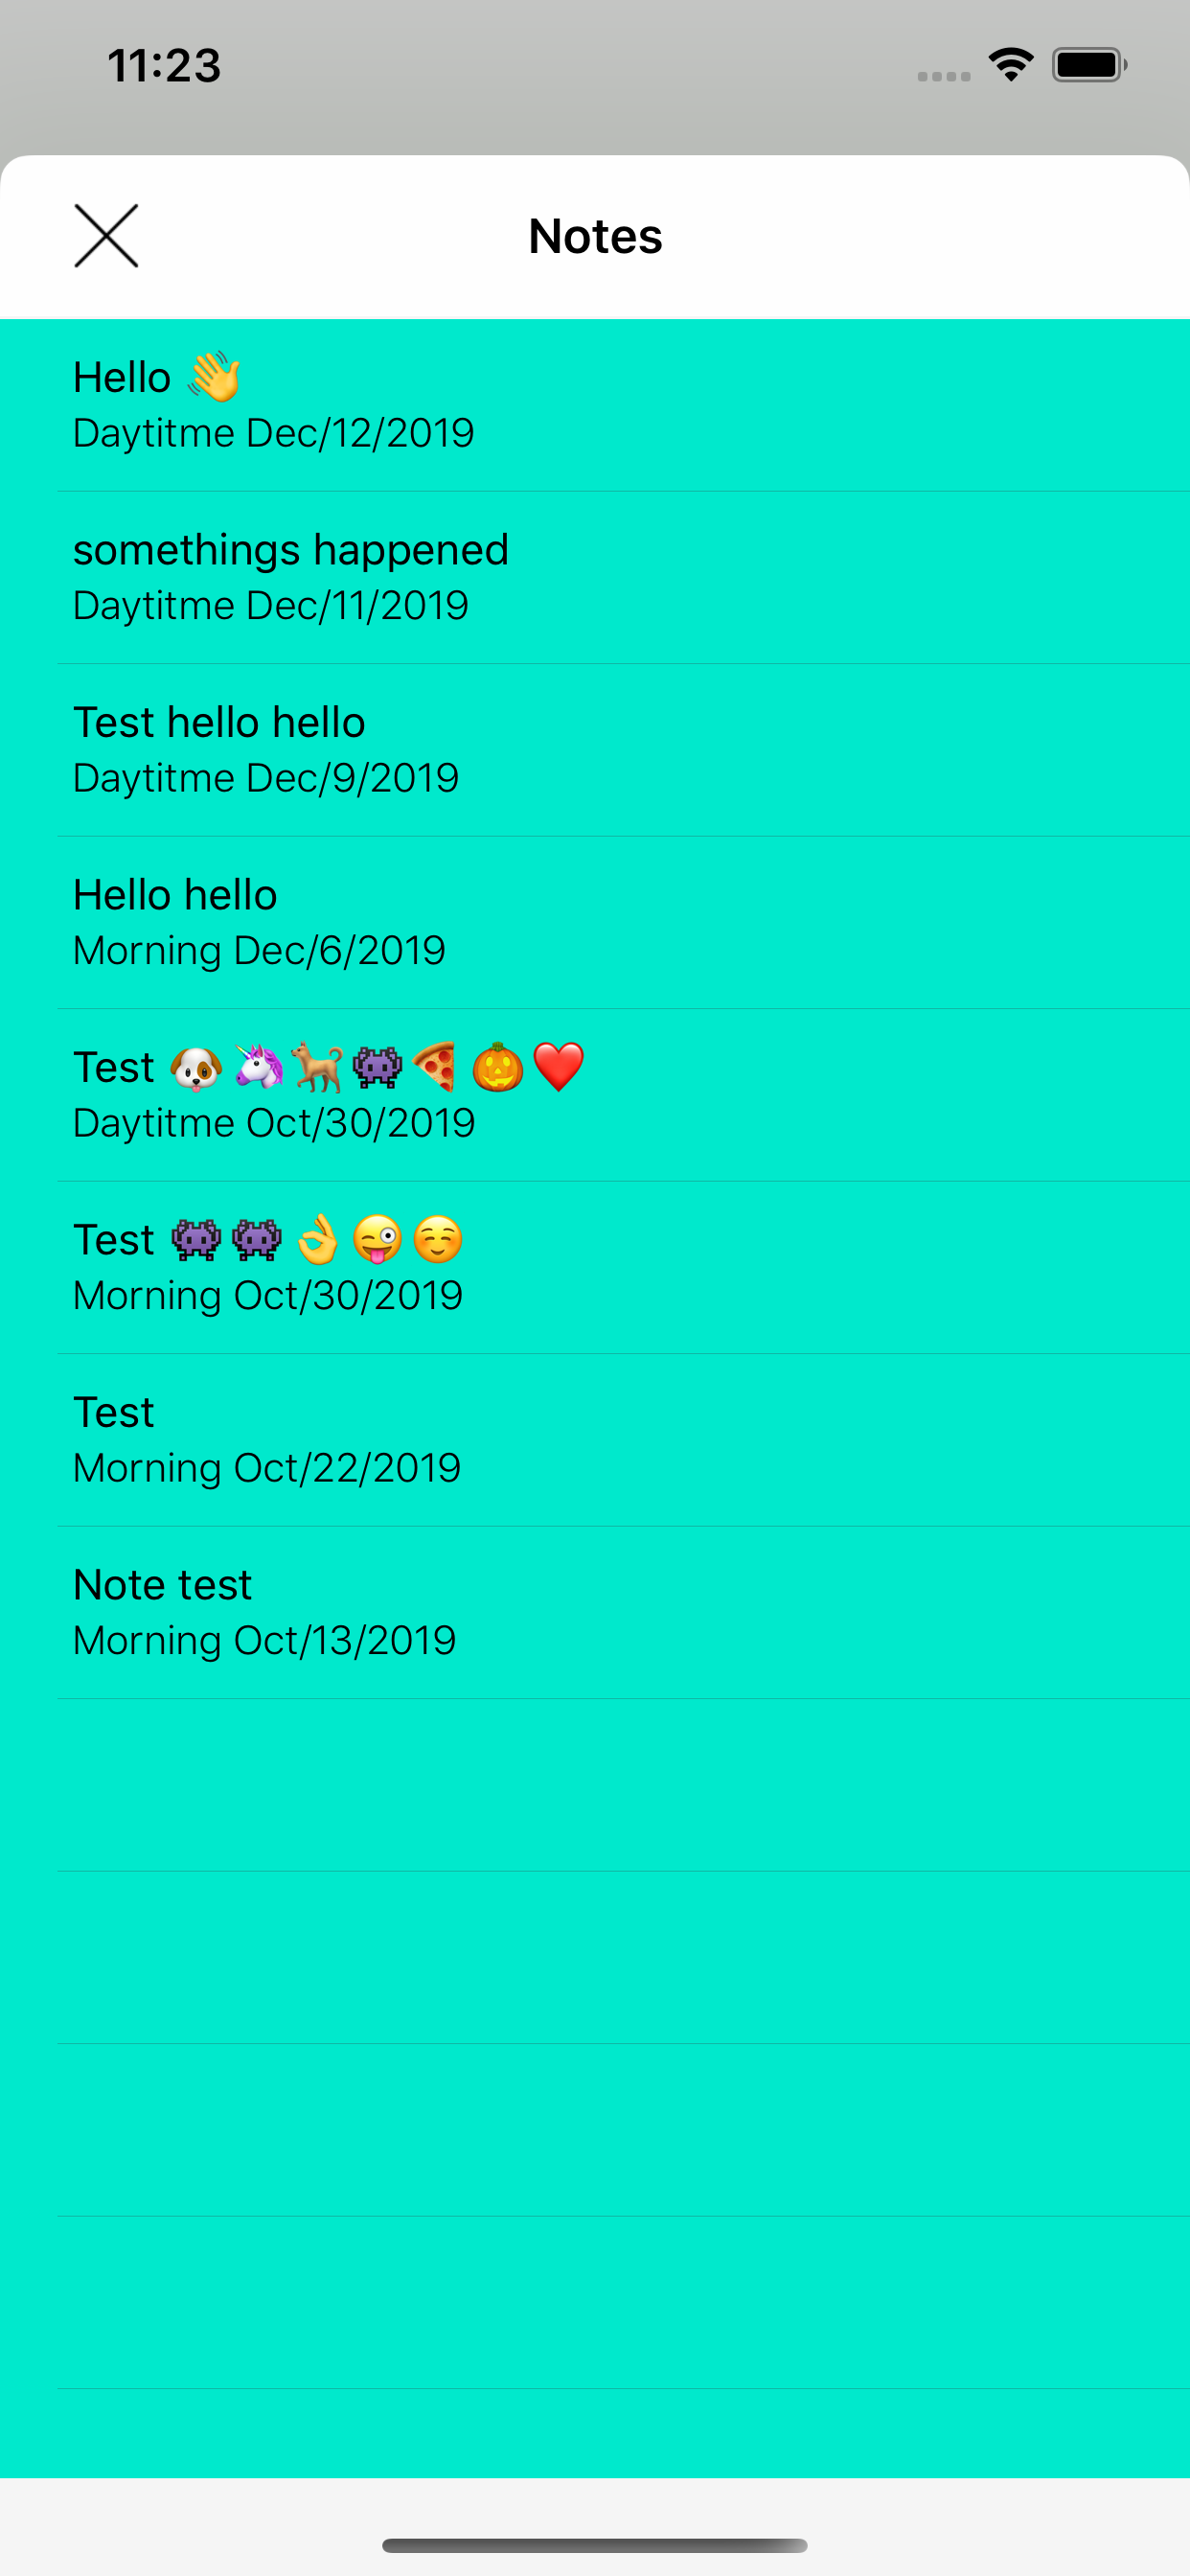 11:23
Notes
Hello 👋
Daytitme Dec/12/2019
somethings happened
Daytitme Dec/11/2019
Test hello hello
Daytitme Dec/9/2019
Hello hello
Morning Dec/6/2019
Test 🐶🦄🐕👾🍕🎃❤️
Daytitme Oct/30/2019
Test 👾👾👌😜☺️
Morning Oct/30/2019
Test
Morning Oct/22/2019
Note test
Morning Oct/13/2019